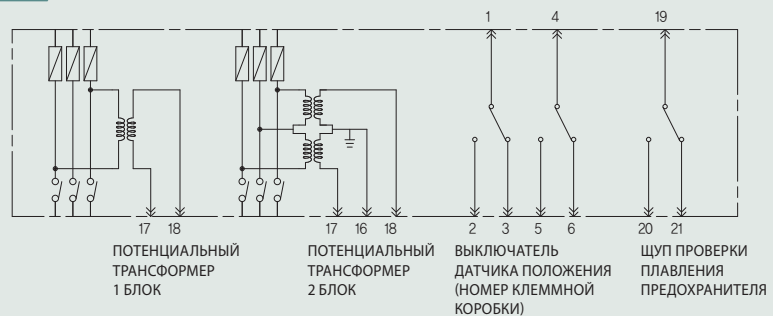 1 4 19
17 18 17 16 18 2 3 5 6 20 21
ПОТЕНЦИАЛЬНЫЙ
ТРАНСФОРМЕР
1 БЛОК
ПОТЕНЦИАЛЬНЫЙ
ТРАНСФОРМЕР
2 БЛОК
ВЫКЛЮЧАТЕЛЬ
ДАТЧИКА ПОЛОЖЕНИЯ
(НОМЕР КЛЕММНОЙ
КОРОБКИ)
ЩУП ПРОВЕРКИ
ПЛАВЛЕНИЯ
ПРЕДОХРАНИТЕЛЯ